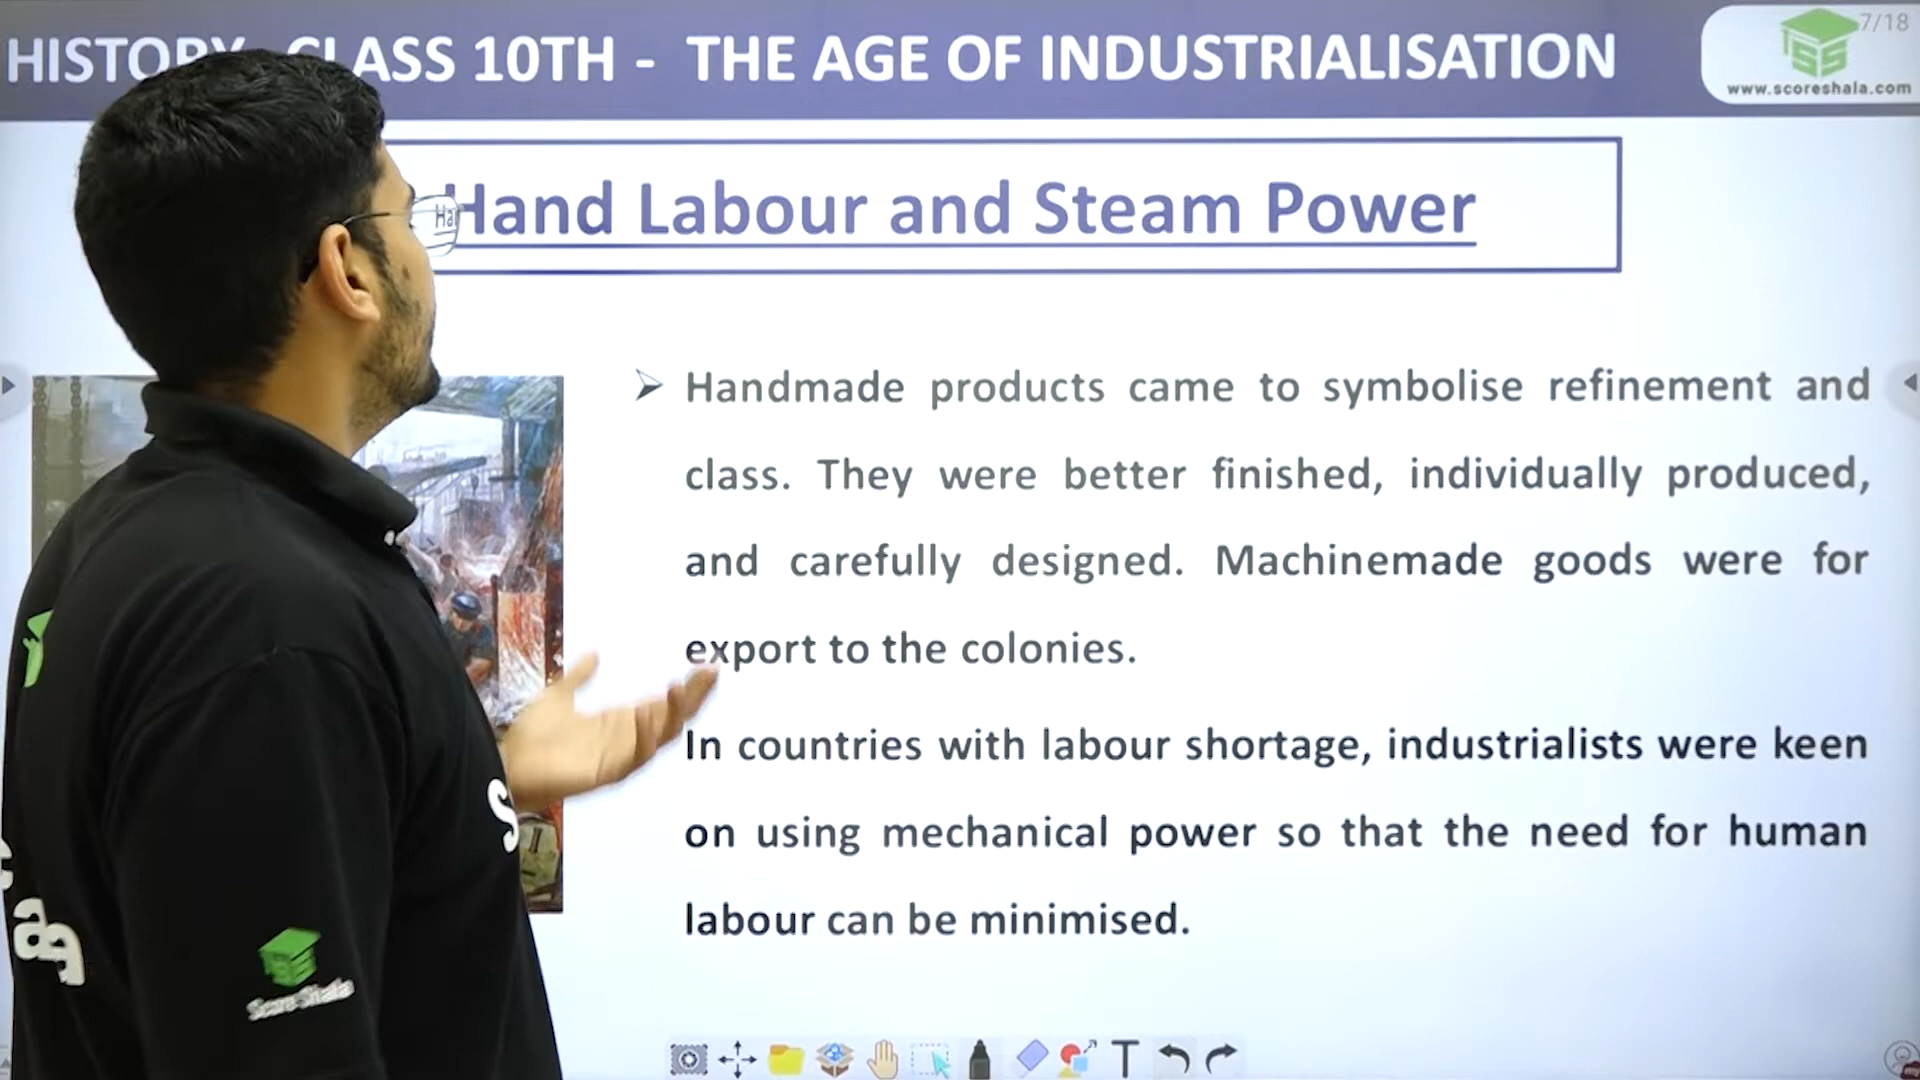 HISTORY CLASS 10TH - THE AGE OF INDUSTRIALISATION
7/18
www.scoreshala.com
Hand Labour and Steam Power
Handmade products came to symbolise refinement and
class. They were better finished, individually produced,
and carefully designed. Machinemade goods were for
export to the colonies.
In countries with labour shortage, industrialists were keen
on using mechanical power so that the need for human
labour can be minimised.
Score Shala